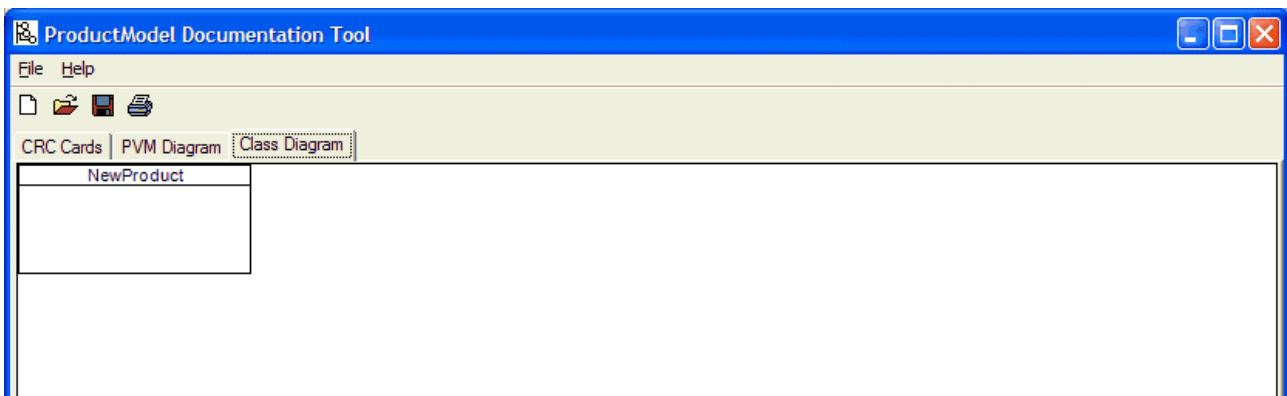 ProductModel Documentation Tool
File Help
CRC Cards PVM Diagram Class Diagram
NewProduct